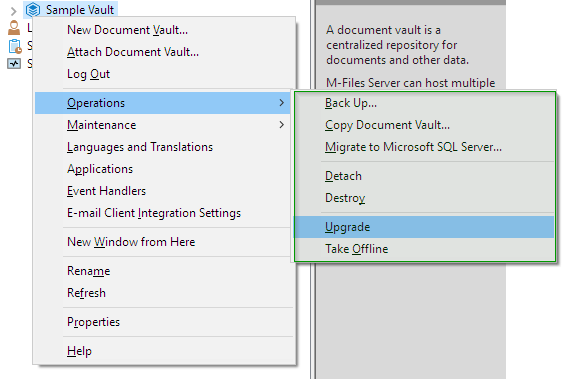 Sample Vault
New Document Vault...
Attach Document Vault...
Log Out
Operations
Maintenance
Languages and Translations
Applications
Event Handlers
E-mail Client Integration Settings
New Window from Here
Rename
Refresh
Properties
Help
Back Up...
Copy Document Vault...
Migrate to Microsoft SQL Server...
Detach
Destroy
Upgrade
Take Offline
A document vault is a
centralized repository for
documents and other data.
M-Files Server can host multiple
L
S
S